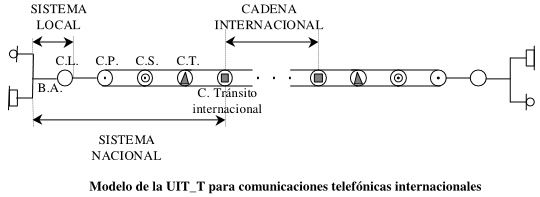 SISTEMA
LOCAL
CADENA
INTERNACIONAL
C.L.
C.P.
C.S.
C.T.
B.A.
C. Tránsito
internacional
SISTEMA
NACIONAL
Modelo de la UIT_T para comunicaciones telefónicas internacionales